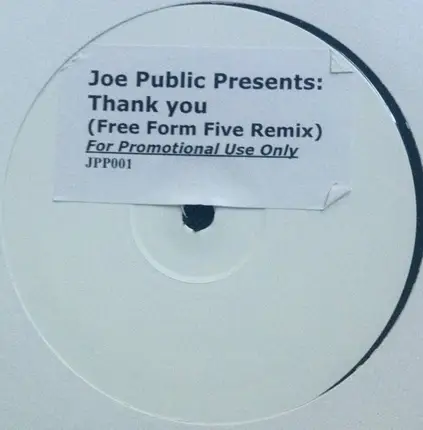 Joe Public Presents:
Thank you
(Free Form Five Remix)
For Promotional Use Only
JPP001